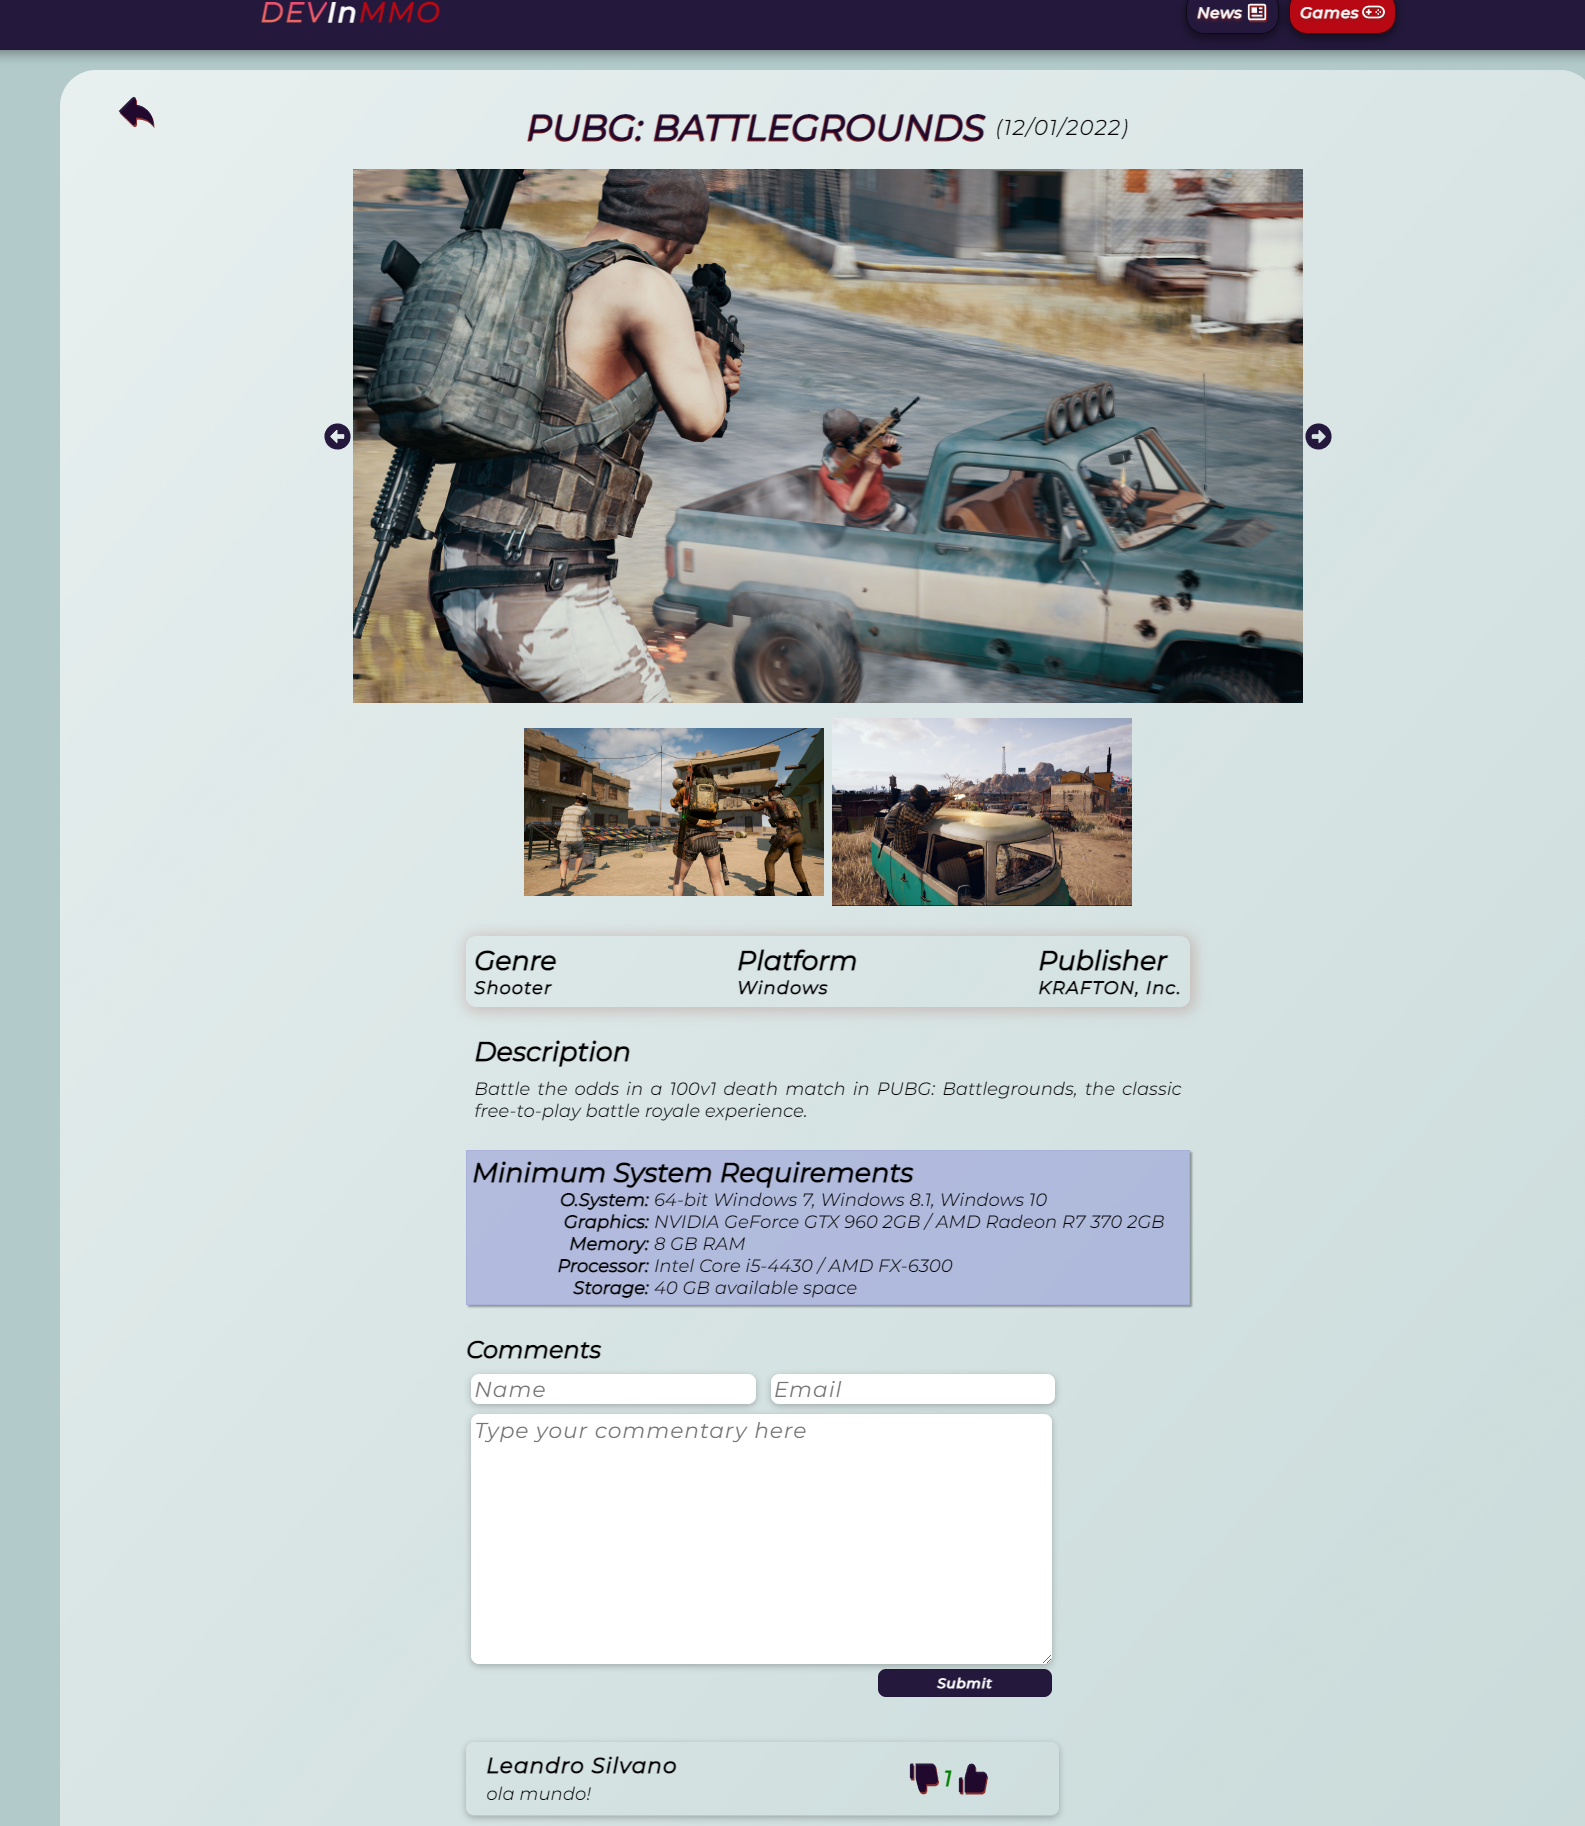 DEVInMMO
News
Games
PUBG: BATTLEGROUNDS (12/01/2022)
Genre
Shooter
Platform
Windows
Publisher
KRAFTON, Inc.
Description
Battle the odds in a 100v1 death match in PUBG: Battlegrounds, the classic
free-to-play battle royale experience.
Minimum System Requirements
O.System: 64-bit Windows 7, Windows 8.1, Windows 10
Graphics: NVIDIA GeForce GTX 960 2GB / AMD Radeon R7 370 2GB
Memory: 8 GB RAM
Processor: Intel Core i5-4430 / AMD FX-6300
Storage: 40 GB available space
Comments
Name
Email
Type your commentary here
Submit
Leandro Silvano
ola mundo!
1